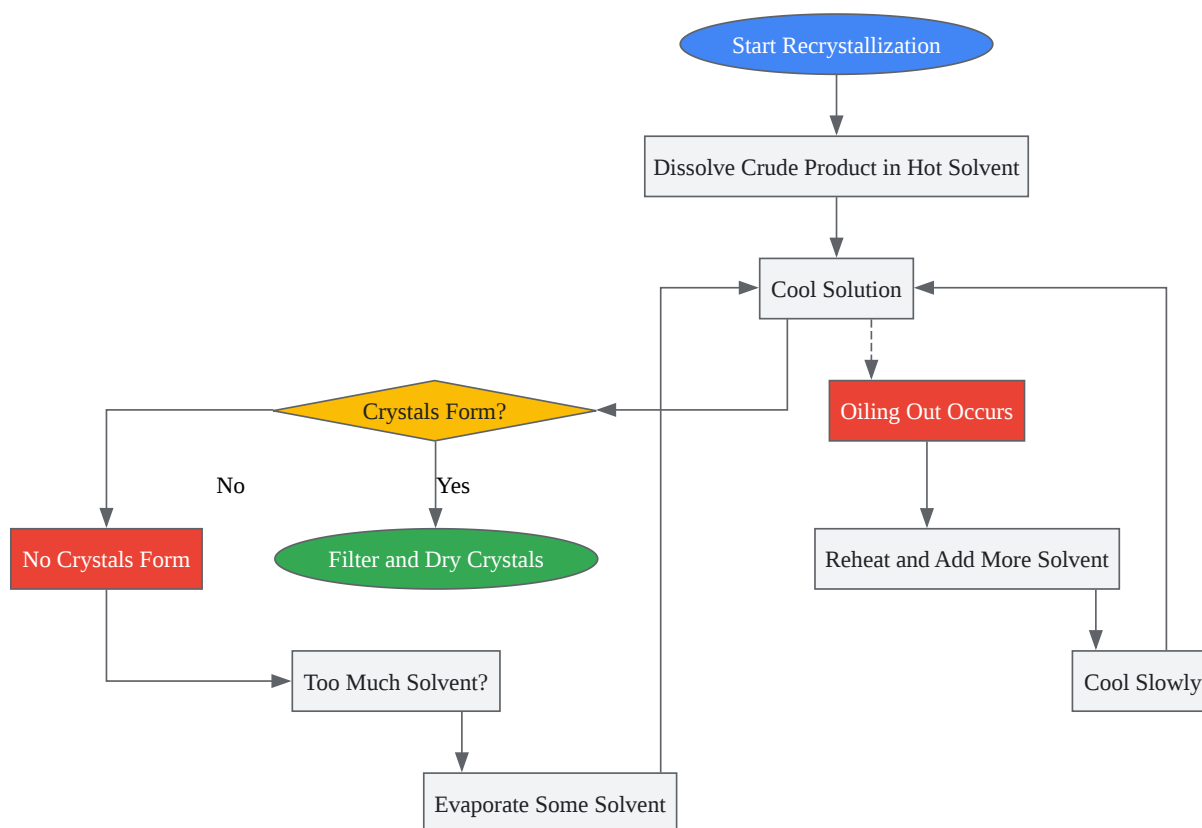 Start Recrystallization
Dissolve Crude Product in Hot Solvent
Cool Solution
Crystals Form?
Oiling Out Occurs
No
Yes
No Crystals Form
Filter and Dry Crystals
Reheat and Add More Solvent
Too Much Solvent?
Cool Slowly
Evaporate Some Solvent